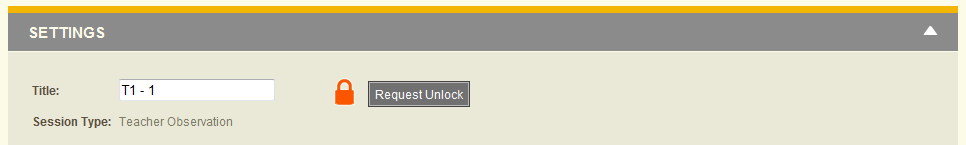 SETTINGS
Title: T1 - 1 Request Unlock
Session Type: Teacher Observation